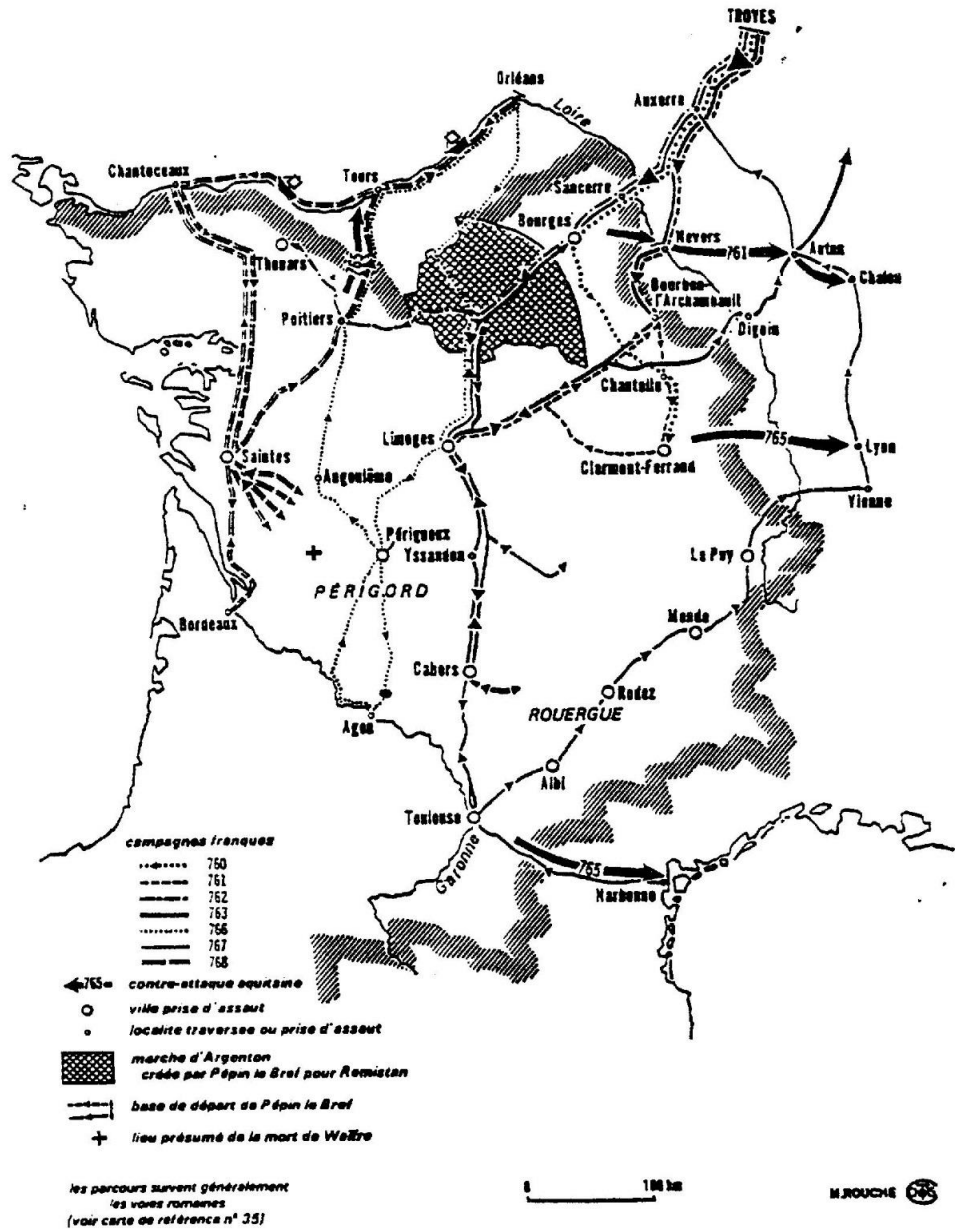 TROYES
Orléans
Loire
Auxerre
Chantoceaux
Tours
Sancerre
Bourges
Nevers
761
Autun
Chalon
Thouars
Bourbon-
l'Archambault
Digoin
Poitiers
Chantelle
Limoges
765
Lyon
Saintes
Clermont-Ferrand
Angoulême
Vienne
Périgueux
Yssandon
Le Puy
PÉRIGORD
Bordeaux
Mende
Cahors
Rodez
ROUERGUE
Agen
Albi
Toulouse
Garonne
765
Narbonne
campagnes franques
760
761
762
763
766
767
768
765 contre-attaque aquitaine
ville prise d'assaut
localité traversée ou prise d'assaut
marche d'Argenton
créée par Pépin le Bref pour Remistan
base de départ de Pépin le Bref
lieu présumé de la mort de Waïfre
les parcours suivent généralement
les voies romaines
(voir carte de référence n° 35)
0 100 km
M.ROUCHE